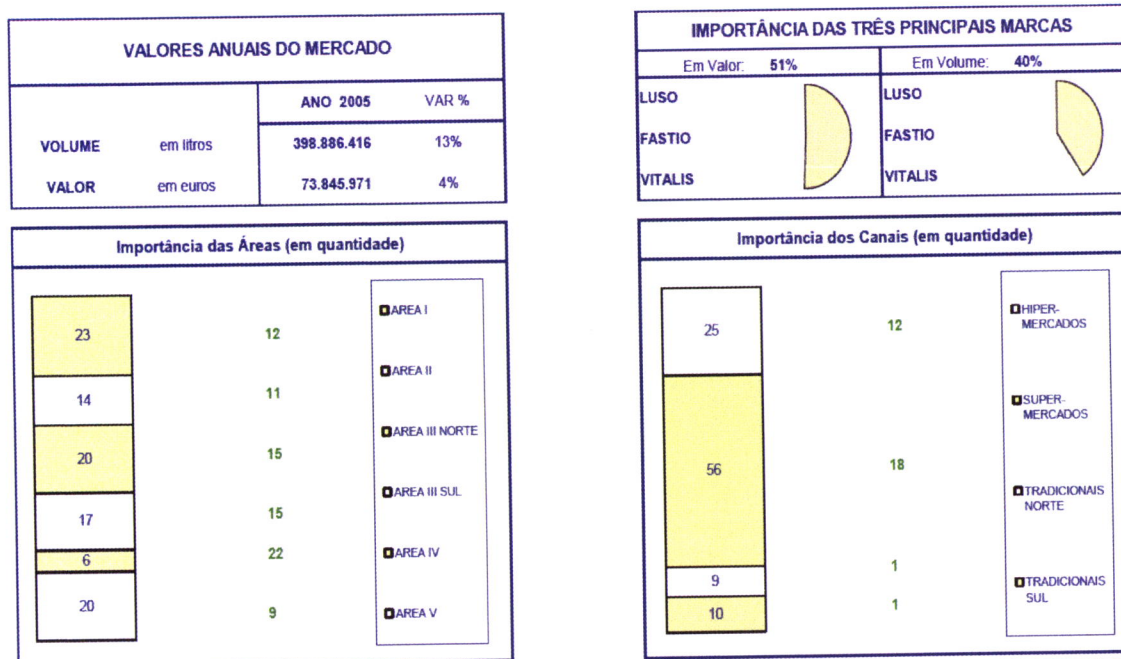 VALORES ANUAIS DO MERCADO
ANO 2005 VAR %
VOLUME em litros 398.886.416 13%
VALOR em euros 73.845.971 4%
IMPORTÂNCIA DAS TRÊS PRINCIPAIS MARCAS
Em Valor: 51% Em Volume: 40%
LUSO LUSO
FASTIO FASTIO
VITALIS VITALIS
Importância das Áreas (em quantidade)
23 12 AREA I
14 11 AREA II
20 15 AREA III NORTE
17 15 AREA III SUL
6 22 AREA IV
20 9 AREA V
Importância dos Canais (em quantidade)
25 12 HIPER-
MERCADOS
56 18 SUPER-
MERCADOS
9 1 TRADICIONAIS
NORTE
10 1 TRADICIONAIS
SUL